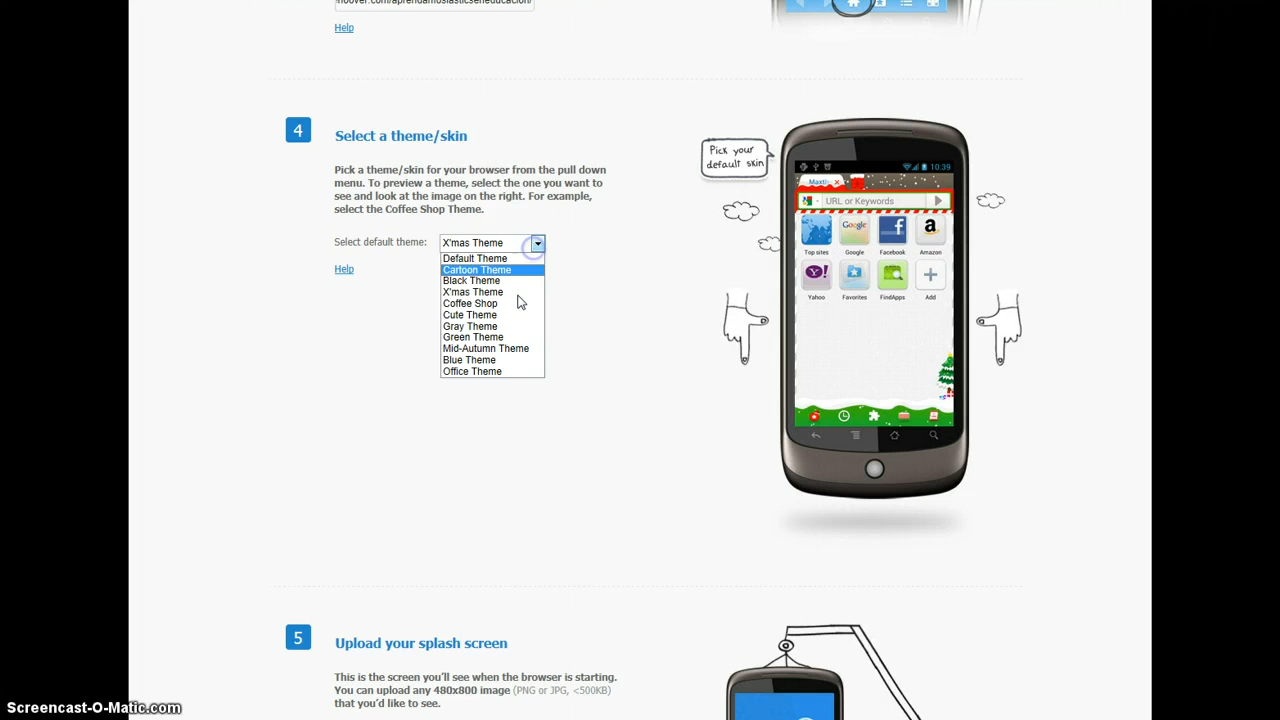 Help
4
Select a theme/skin
Pick a theme/skin for your browser from the pull down
menu. To preview a theme, select the one you want to
see and look at the image on the right. For example,
select the Coffee Shop Theme.
Select default theme:
X'mas Theme
Help
Default Theme
Cartoon Theme
Black Theme
X'mas Theme
Coffee Shop
Cute Theme
Gray Theme
Green Theme
Mid-Autumn Theme
Blue Theme
Office Theme
Pick your
default skin
10:39
URL or Keywords
Google
Top sites
Google
Facebook
Amazon
Yahoo
Favorites
FindApps
Add
5
Upload your splash screen
This is the screen you'll see when the browser is starting.
You can upload any 480x800 image (PNG or JPG, <500KB)
that you'd like to see.
Screencast-O-Matic.com